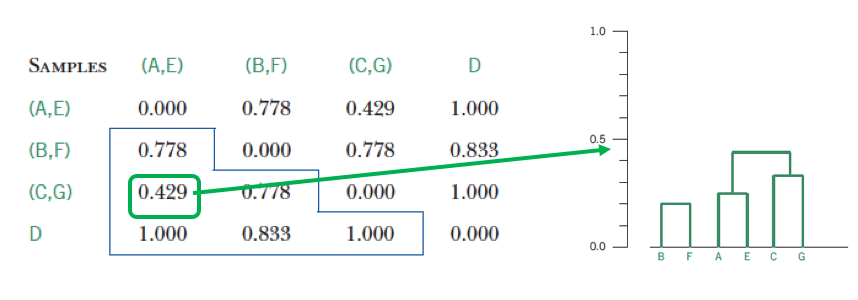 SAMPLES (A,E) (B,F) (C,G) D
(A,E) 0.000 0.778 0.429 1.000
(B,F) 0.778 0.000 0.778 0.833
(C,G) 0.429 0.778 0.000 1.000
D 1.000 0.833 1.000 0.000
1.0
0.5
0.0
B F A E C G